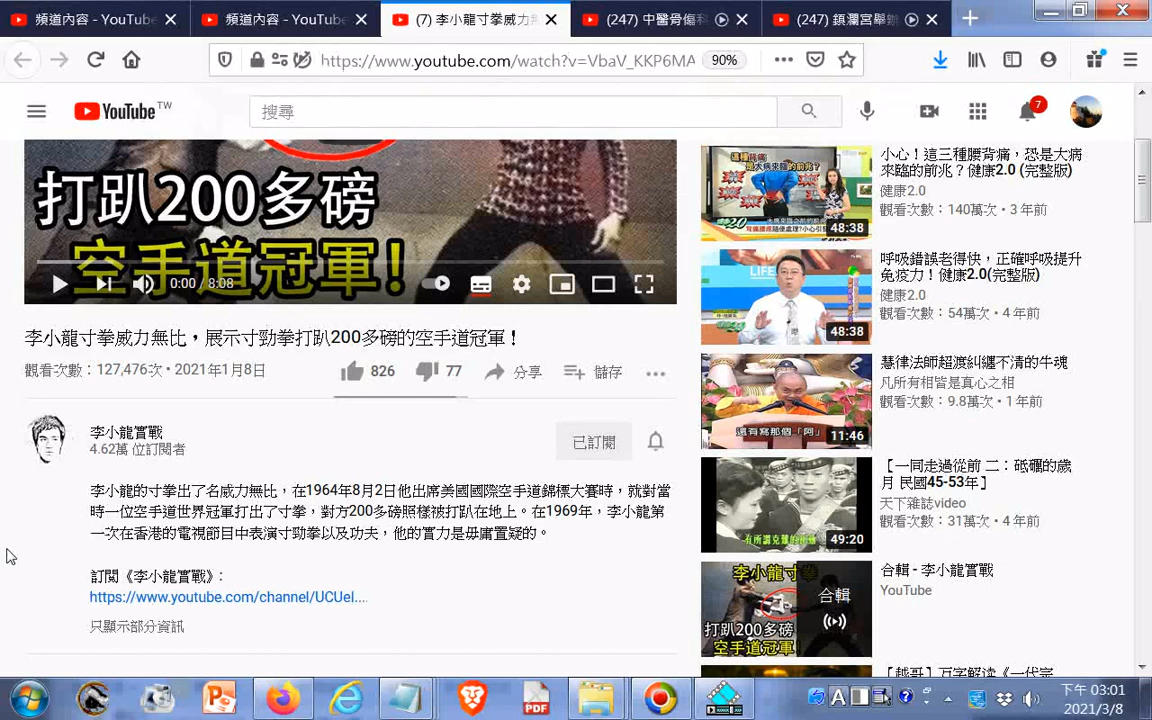 頻道內容 - YouTube
頻道內容 - YouTube
(7) 李小龍寸拳威力無
(247) 中醫骨傷科
(247) 鎮瀾宮舉辦
https://www.youtube.com/watch?v=VbaV_KKP6MA
90%
YouTube TW
搜尋
7
打趴200多磅
空手道冠軍!
0:00 / 8:08
李小龍寸拳威力無比，展示寸勁拳打趴200多磅的空手道冠軍！
觀看次數：127,476次 • 2021年1月8日
826
77
分享
儲存
李小龍實戰
4.62萬 位訂閱者
已訂閱
李小龍的寸拳出了名威力無比，在1964年8月2日他出席美國國際空手道錦標大賽時，就對當
時一位空手道世界冠軍打出了寸拳，對方200多磅照樣被打趴在地上。在1969年，李小龍第
一次在香港的電視節目中表演寸勁拳以及功夫，他的實力是毋庸置疑的。
訂閱《李小龍實戰》：
https://www.youtube.com/channel/UCUel....
只顯示部分資訊
48:38
小心！這三種腰背痛，恐是大病
來臨的前兆？健康2.0 (完整版)
健康2.0
觀看次數：140萬次 • 3 年前
48:38
呼吸錯誤老得快，正確呼吸提升
免疫力！健康2.0(完整版)
健康2.0
觀看次數：54萬次 • 4 年前
還有寫那個「阿」
11:46
慧律法師超渡糾纏不清的牛魂
凡所有相皆是真心之相
觀看次數：9.8萬次 • 1 年前
有所謂克難的運動
49:20
【一同走過從前 二：砥礪的歲
月 民國45-53年】
天下雜誌video
觀看次數：31萬次 • 4 年前
李小龍寸拳
打趴200多磅
空手道冠軍!
合輯
合輯 - 李小龍實戰
YouTube
下午 03:01
2021/3/8